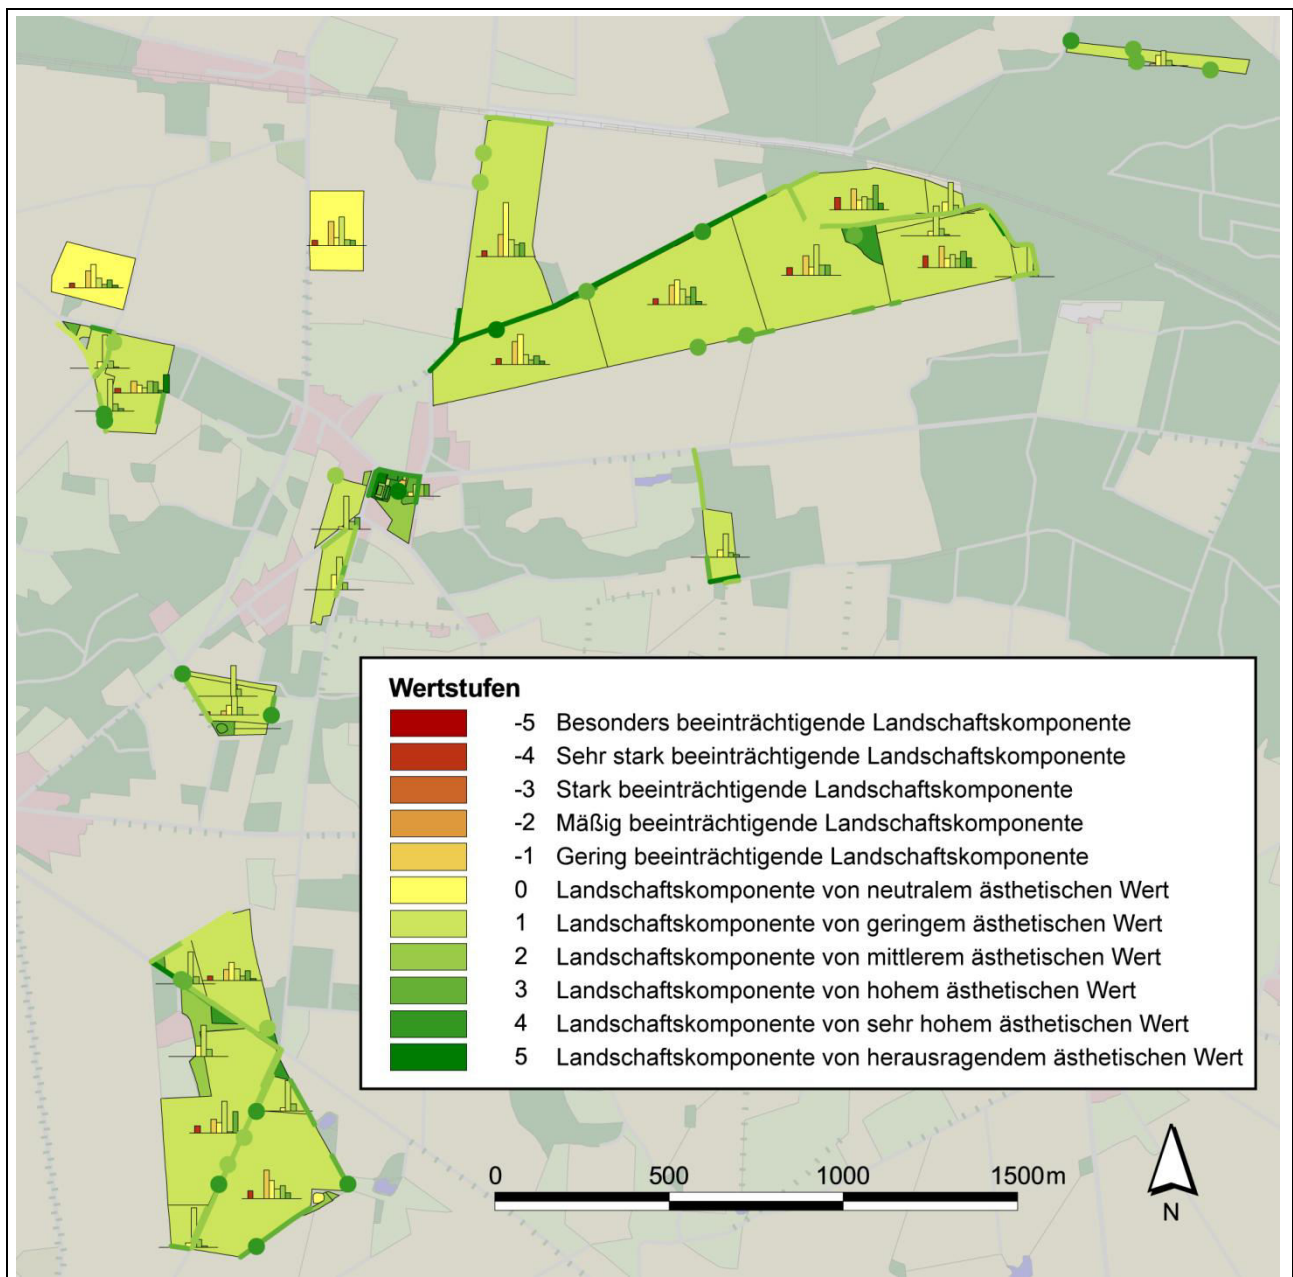 Wertstufen
-5 Besonders beeinträchtigende Landschaftskomponente
-4 Sehr stark beeinträchtigende Landschaftskomponente
-3 Stark beeinträchtigende Landschaftskomponente
-2 Mäßig beeinträchtigende Landschaftskomponente
-1 Gering beeinträchtigende Landschaftskomponente
0 Landschaftskomponente von neutralem ästhetischen Wert
1 Landschaftskomponente von geringem ästhetischen Wert
2 Landschaftskomponente von mittlerem ästhetischen Wert
3 Landschaftskomponente von hohem ästhetischen Wert
4 Landschaftskomponente von sehr hohem ästhetischen Wert
5 Landschaftskomponente von herausragendem ästhetischen Wert
0 500 1000 1500m
N